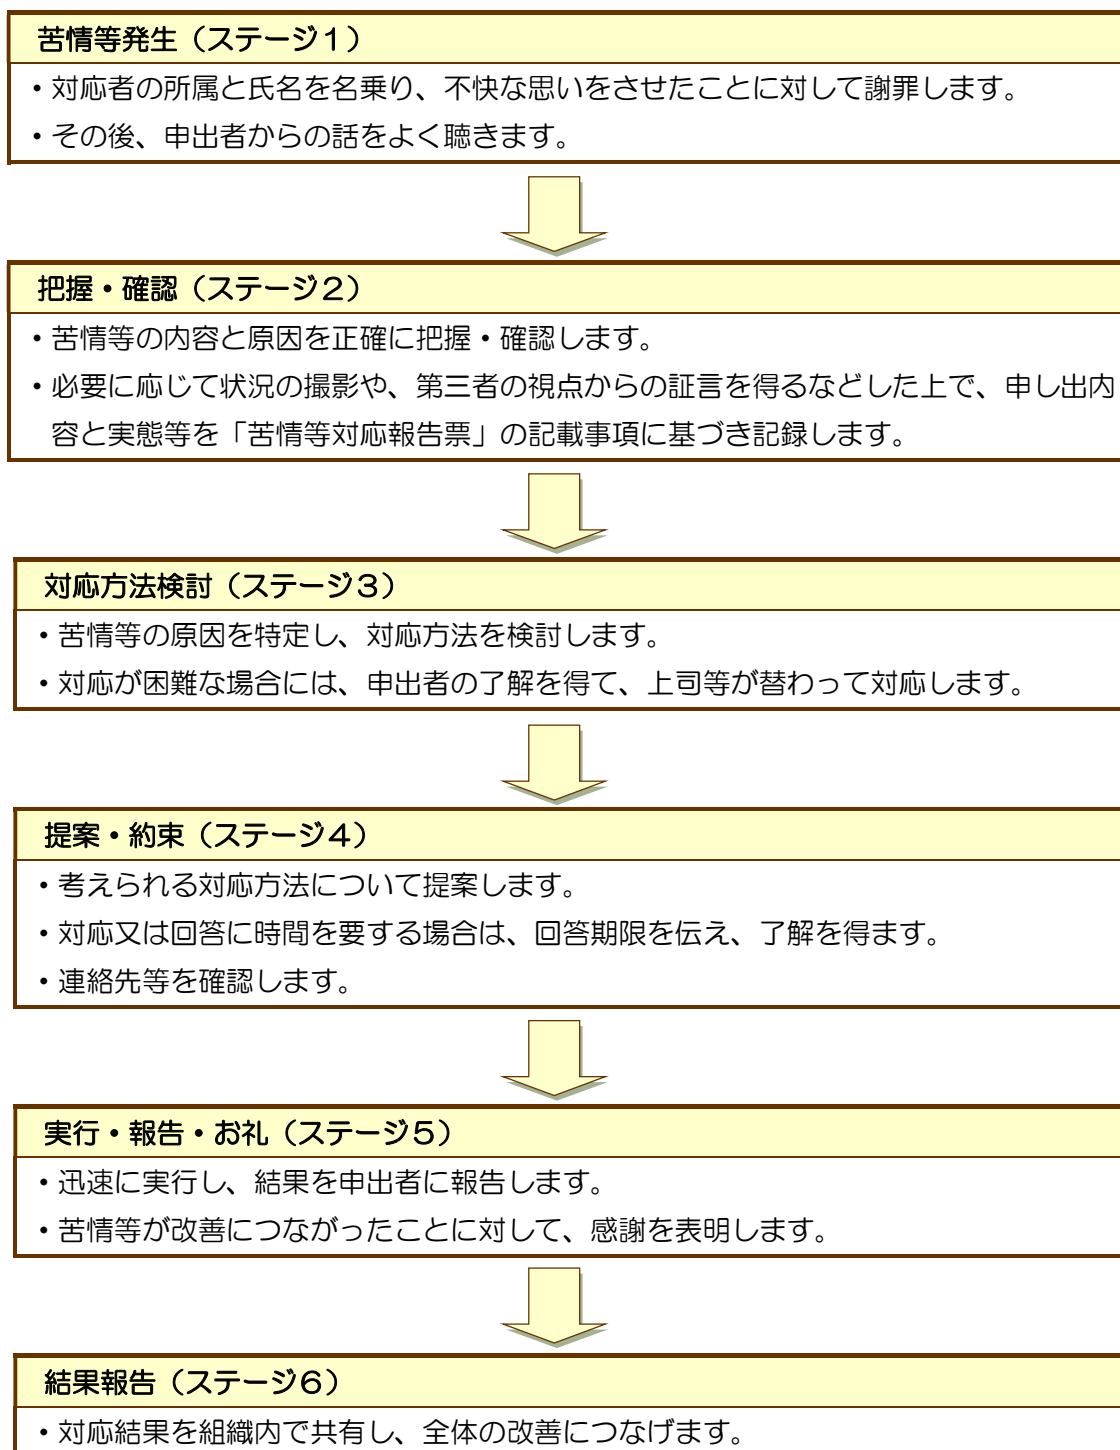 苦情等発生（ステージ１）
・対応者の所属と氏名を名乗り、不快な思いをさせたことに対して謝罪します。
・その後、申出者からの話をよく聴きます。
把握・確認（ステージ２）
・苦情等の内容と原因を正確に把握・確認します。
・必要に応じて状況の撮影や、第三者の視点からの証言を得るなどした上で、申し出内
容と実態等を「苦情等対応報告票」の記載事項に基づき記録します。
対応方法検討（ステージ３）
・苦情等の原因を特定し、対応方法を検討します。
・対応が困難な場合には、申出者の了解を得て、上司等が替わって対応します。
提案・約束（ステージ４）
・考えられる対応方法について提案します。
・対応又は回答に時間を要する場合は、回答期限を伝え、了解を得ます。
・連絡先等を確認します。
実行・報告・お礼（ステージ５）
・迅速に実行し、結果を申出者に報告します。
・苦情等が改善につながったことに対して、感謝を表明します。
結果報告（ステージ６）
・対応結果を組織内で共有し、全体の改善につなげます。